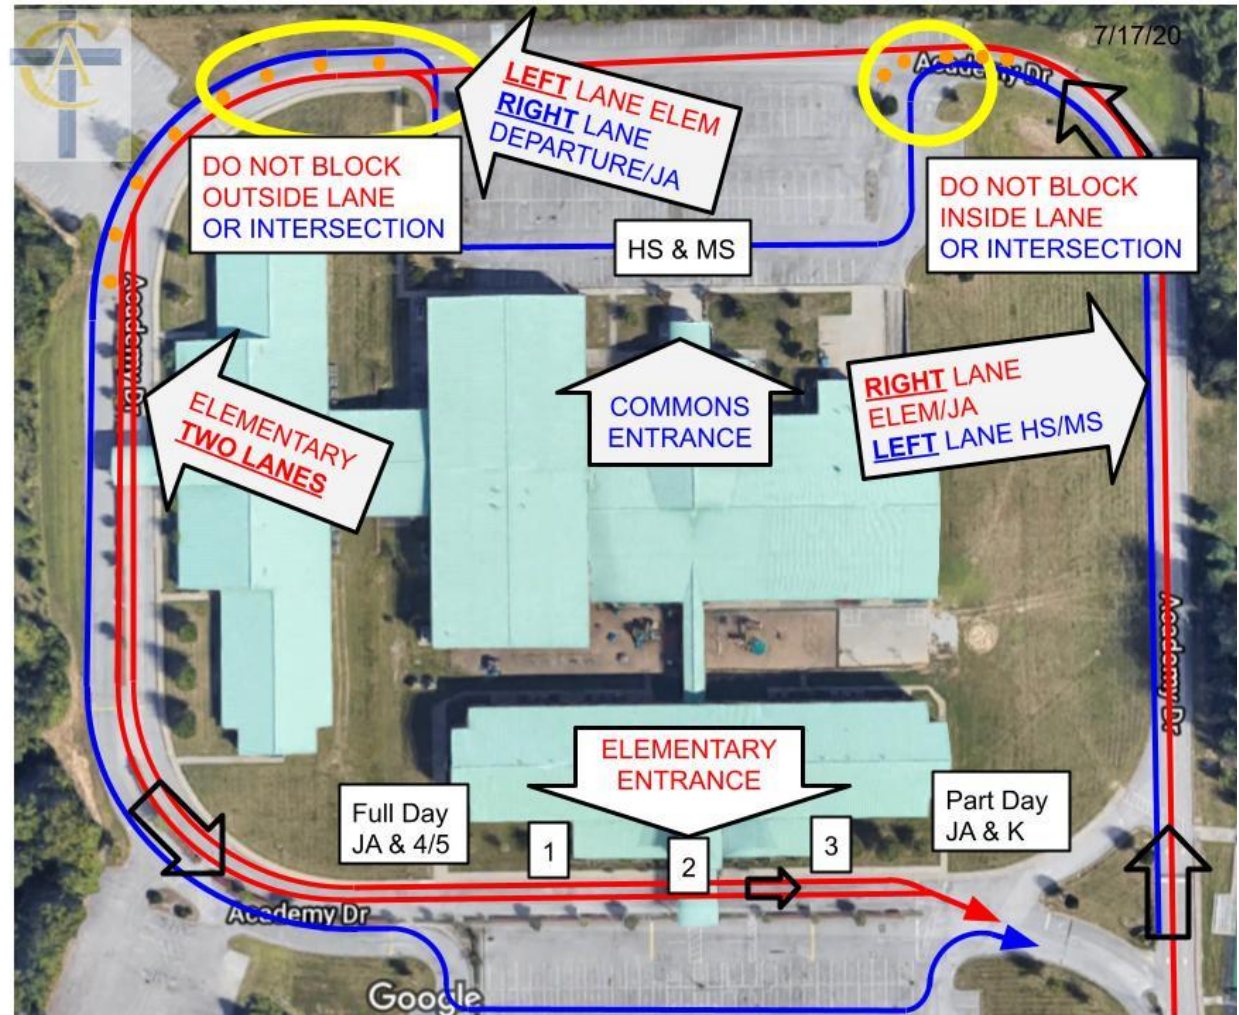 7/17/20
CA
Academy Dr
LEFT LANE ELEM
RIGHT LANE
DEPARTURE/JA
DO NOT BLOCK
OUTSIDE LANE
OR INTERSECTION
DO NOT BLOCK
INSIDE LANE
OR INTERSECTION
HS & MS
Academy Dr
ELEMENTARY
TWO LANES
COMMONS
ENTRANCE
RIGHT LANE
ELEM/JA
LEFT LANE HS/MS
Academy Dr
ELEMENTARY
ENTRANCE
Full Day
JA & 4/5
Part Day
JA & K
1
2
3
Academy Dr
Google